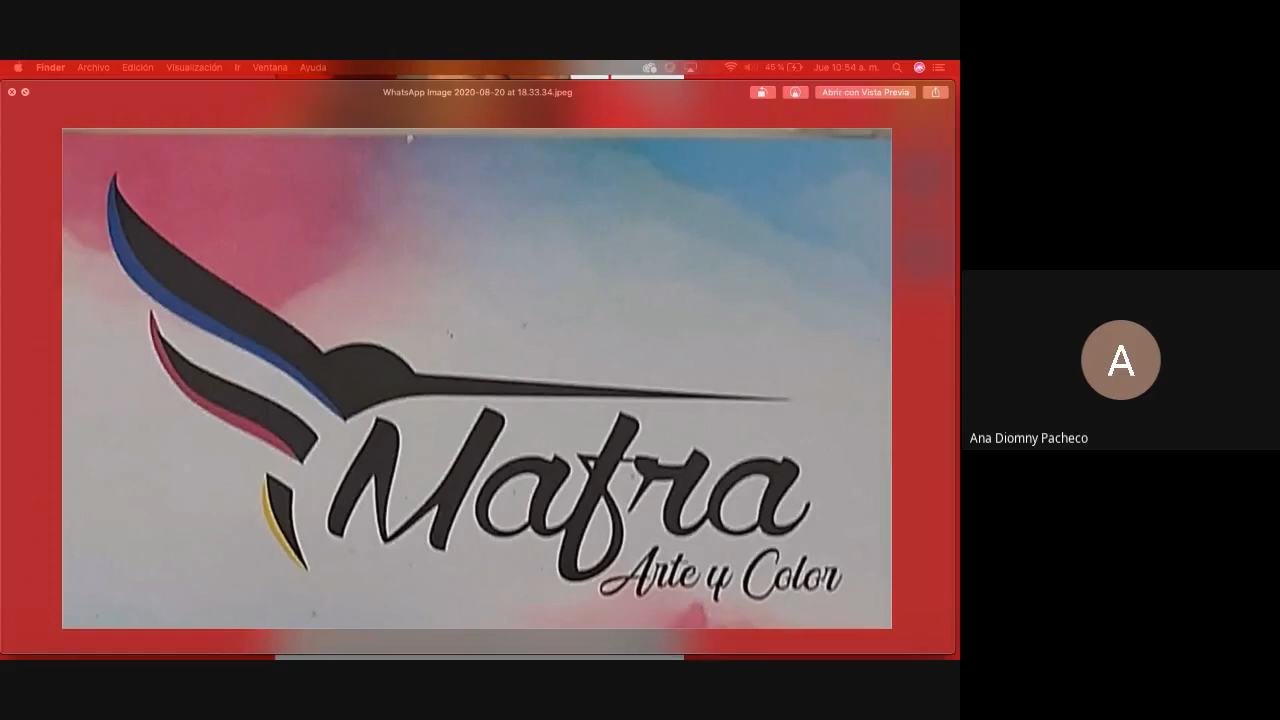 Finder Archivo Edición Visualización Ir Ventana Ayuda 45 % Jue 10:54 a. m.
WhatsApp Image 2020-08-20 at 18.33.34.jpeg Abrir con Vista Previa
Mafra
Arte y Color
A
Ana Diomny Pacheco